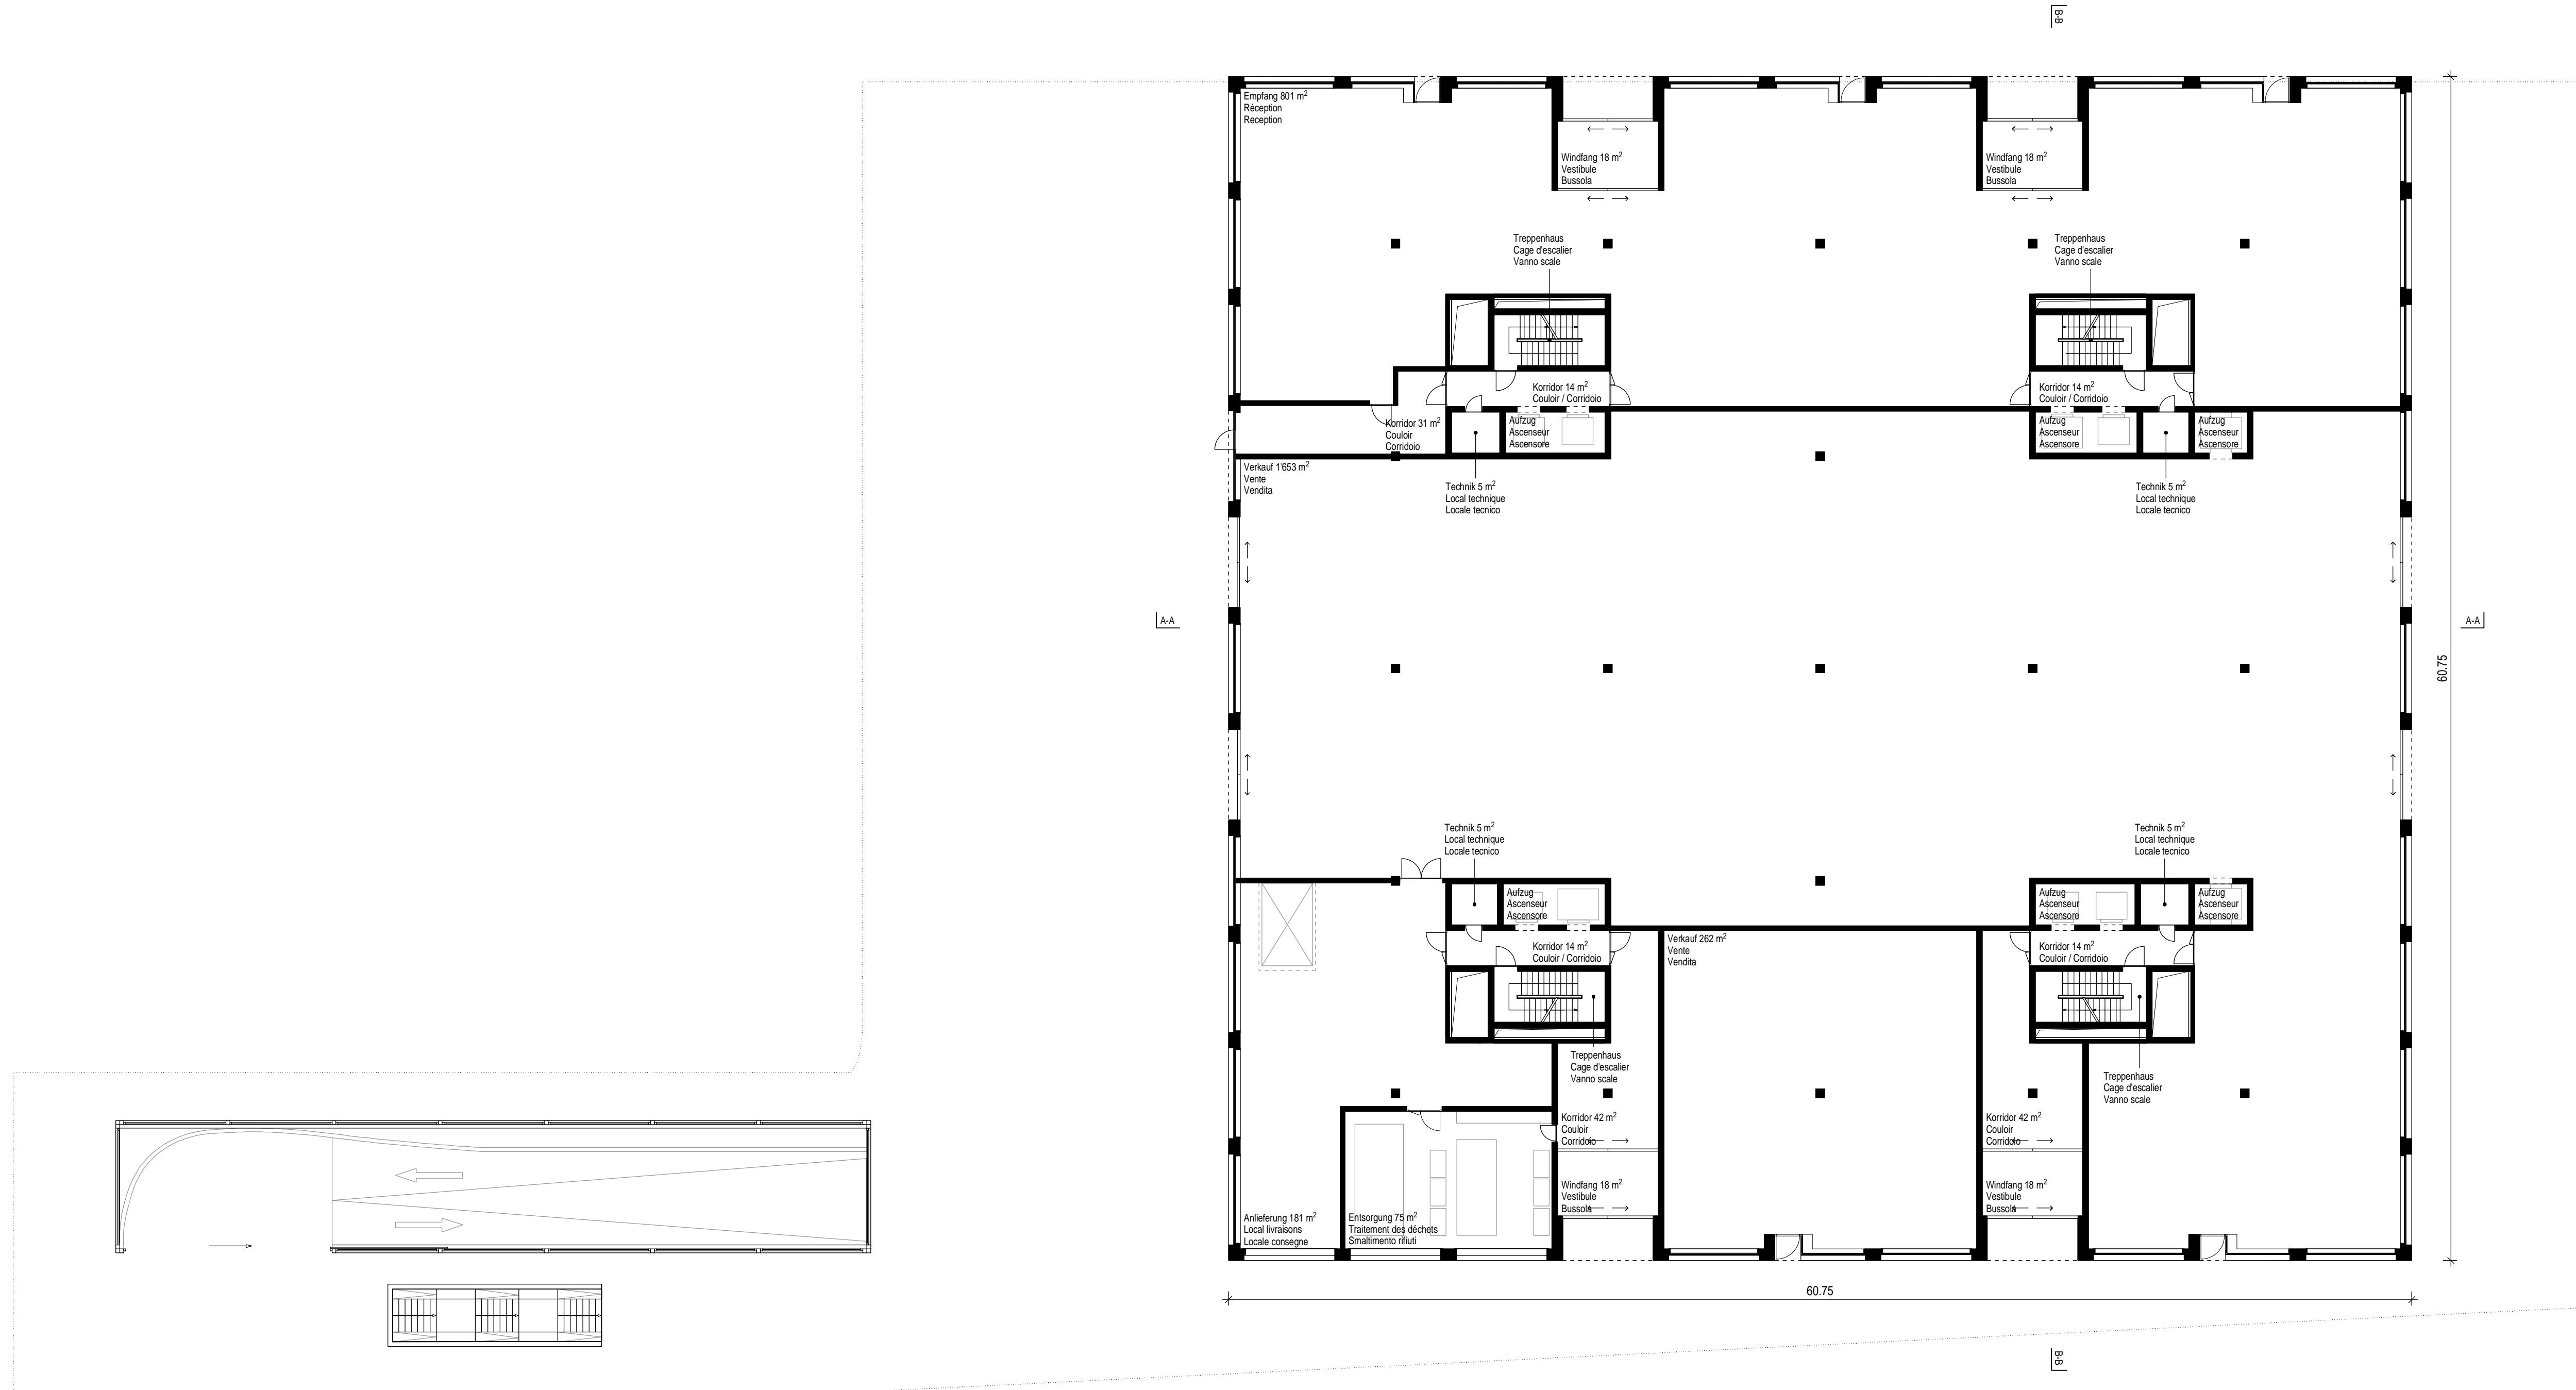 B-B
Empfang 801 m²
Réception
Reception
Windfang 18 m²
Vestibule
Bussola
Windfang 18 m²
Vestibule
Bussola
Treppenhaus
Cage d'escalier
Vanno scale
Treppenhaus
Cage d'escalier
Vanno scale
Korridor 14 m²
Couloir / Corridoio
Korridor 14 m²
Couloir / Corridoio
Korridor 31 m²
Couloir
Corridoio
Aufzug
Ascenseur
Ascensore
Aufzug
Ascenseur
Ascensore
Aufzug
Ascenseur
Ascensore
Verkauf 1'653 m²
Vente
Vendita
Technik 5 m²
Local technique
Locale tecnico
Technik 5 m²
Local technique
Locale tecnico
A-A
A-A
60.75
Technik 5 m²
Local technique
Locale tecnico
Technik 5 m²
Local technique
Locale tecnico
Aufzug
Ascenseur
Ascensore
Aufzug
Ascenseur
Ascensore
Aufzug
Ascenseur
Ascensore
Korridor 14 m²
Couloir / Corridoio
Verkauf 262 m²
Vente
Vendita
Korridor 14 m²
Couloir / Corridoio
Treppenhaus
Cage d'escalier
Vanno scale
Treppenhaus
Cage d'escalier
Vanno scale
Korridor 42 m²
Couloir
Corridoio
Korridor 42 m²
Couloir
Corridoio
Windfang 18 m²
Vestibule
Bussola
Windfang 18 m²
Vestibule
Bussola
Anlieferung 181 m²
Local livraisons
Locale consegne
Entsorgung 75 m²
Traitement des déchets
Smaltimento rifiuti
60.75
B-B